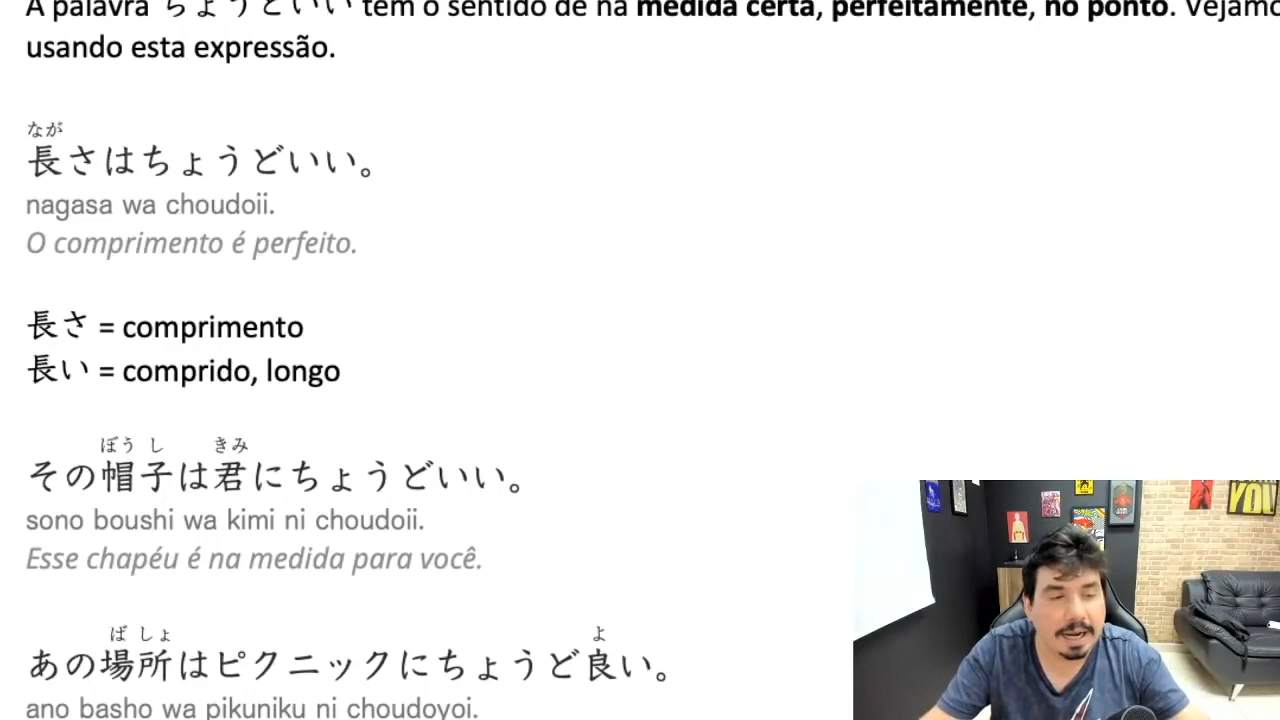 A palavra ちょうどいい tem o sentido de na medida certa, perfeitamente, no ponto. Vejamo
usando esta expressão.
なが
長さはちょうどいい。
nagasa wa choudoii.
O comprimento é perfeito.
長さ = comprimento
長い = comprido, longo
ぼう し きみ
その帽子は君にちょうどいい。
sono boushi wa kimi ni choudoii.
Esse chapéu é na medida para você.
ば しょ よ
あの場所はピクニックにちょうど良い。
ano basho wa pikuniku ni choudoyoi.
YOU